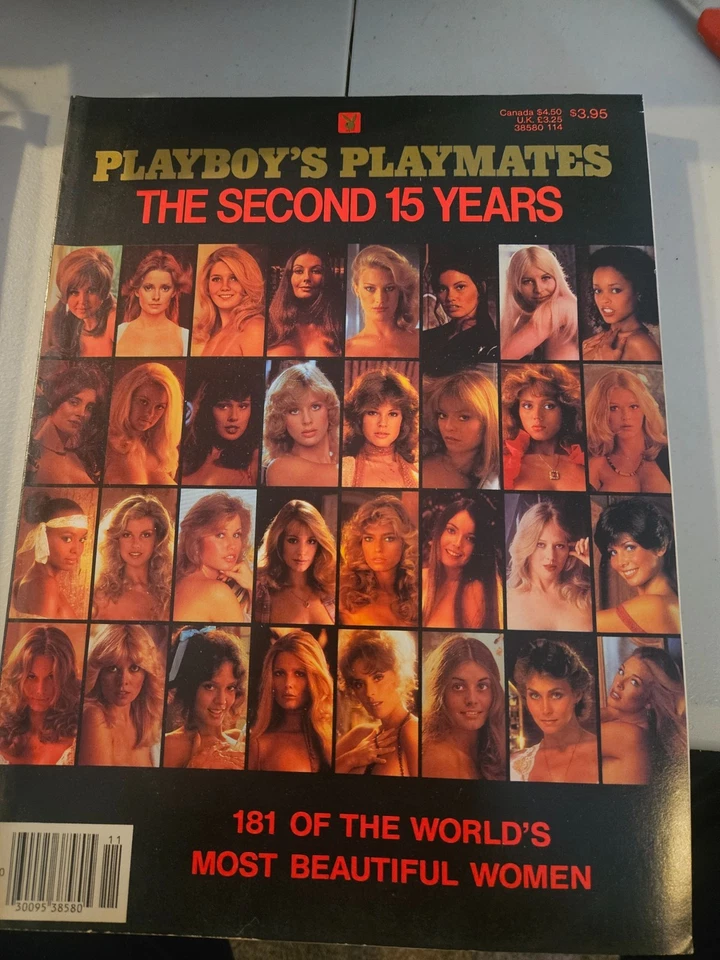 Canada $4.50 $3.95
U.K. £3.25
38580 114
PLAYBOY'S PLAYMATES
THE SECOND 15 YEARS
181 OF THE WORLD'S
MOST BEAUTIFUL WOMEN
11
0
30095 38580